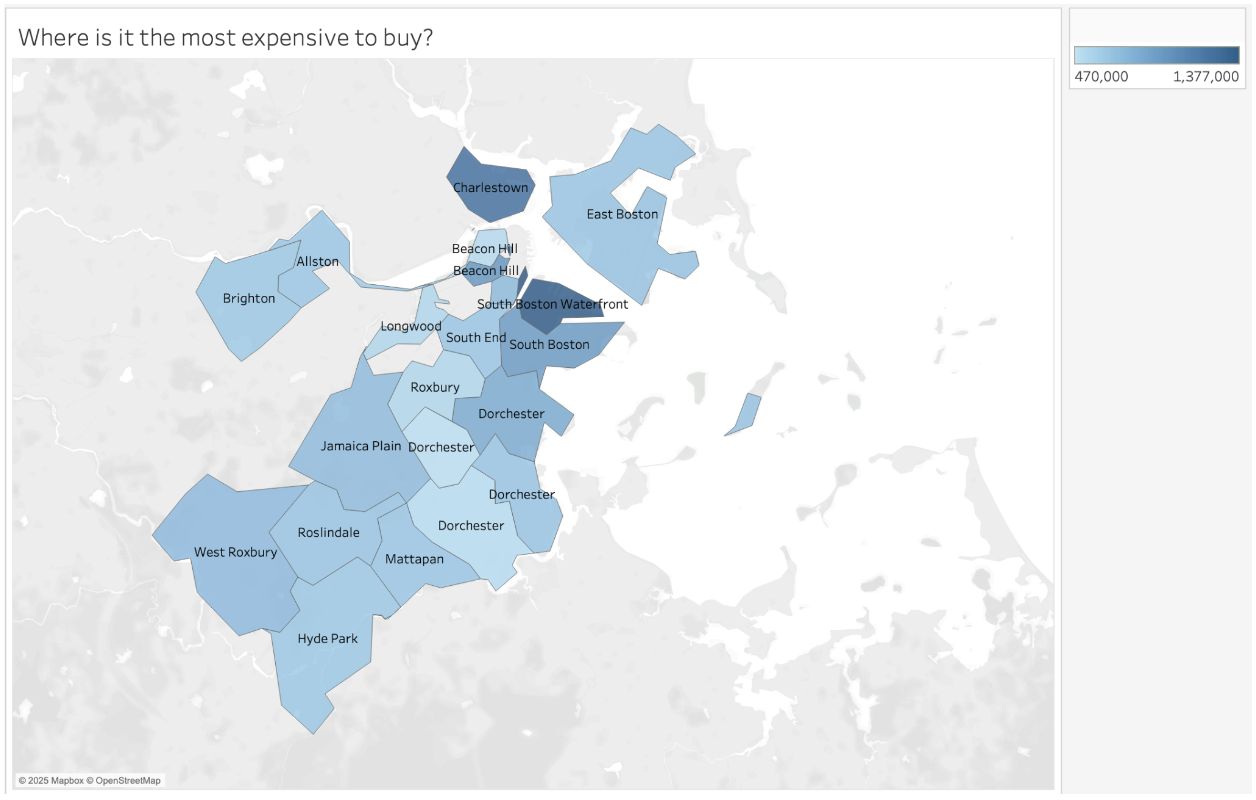 Where is it the most expensive to buy?
470,000 1,377,000
Charlestown
East Boston
Beacon Hill
Allston
Beacon Hill
Brighton
South Boston Waterfront
Longwood
South End
South Boston
Roxbury
Dorchester
Jamaica Plain
Dorchester
Dorchester
Dorchester
Roslindale
West Roxbury
Mattapan
Hyde Park
© 2025 Mapbox © OpenStreetMap